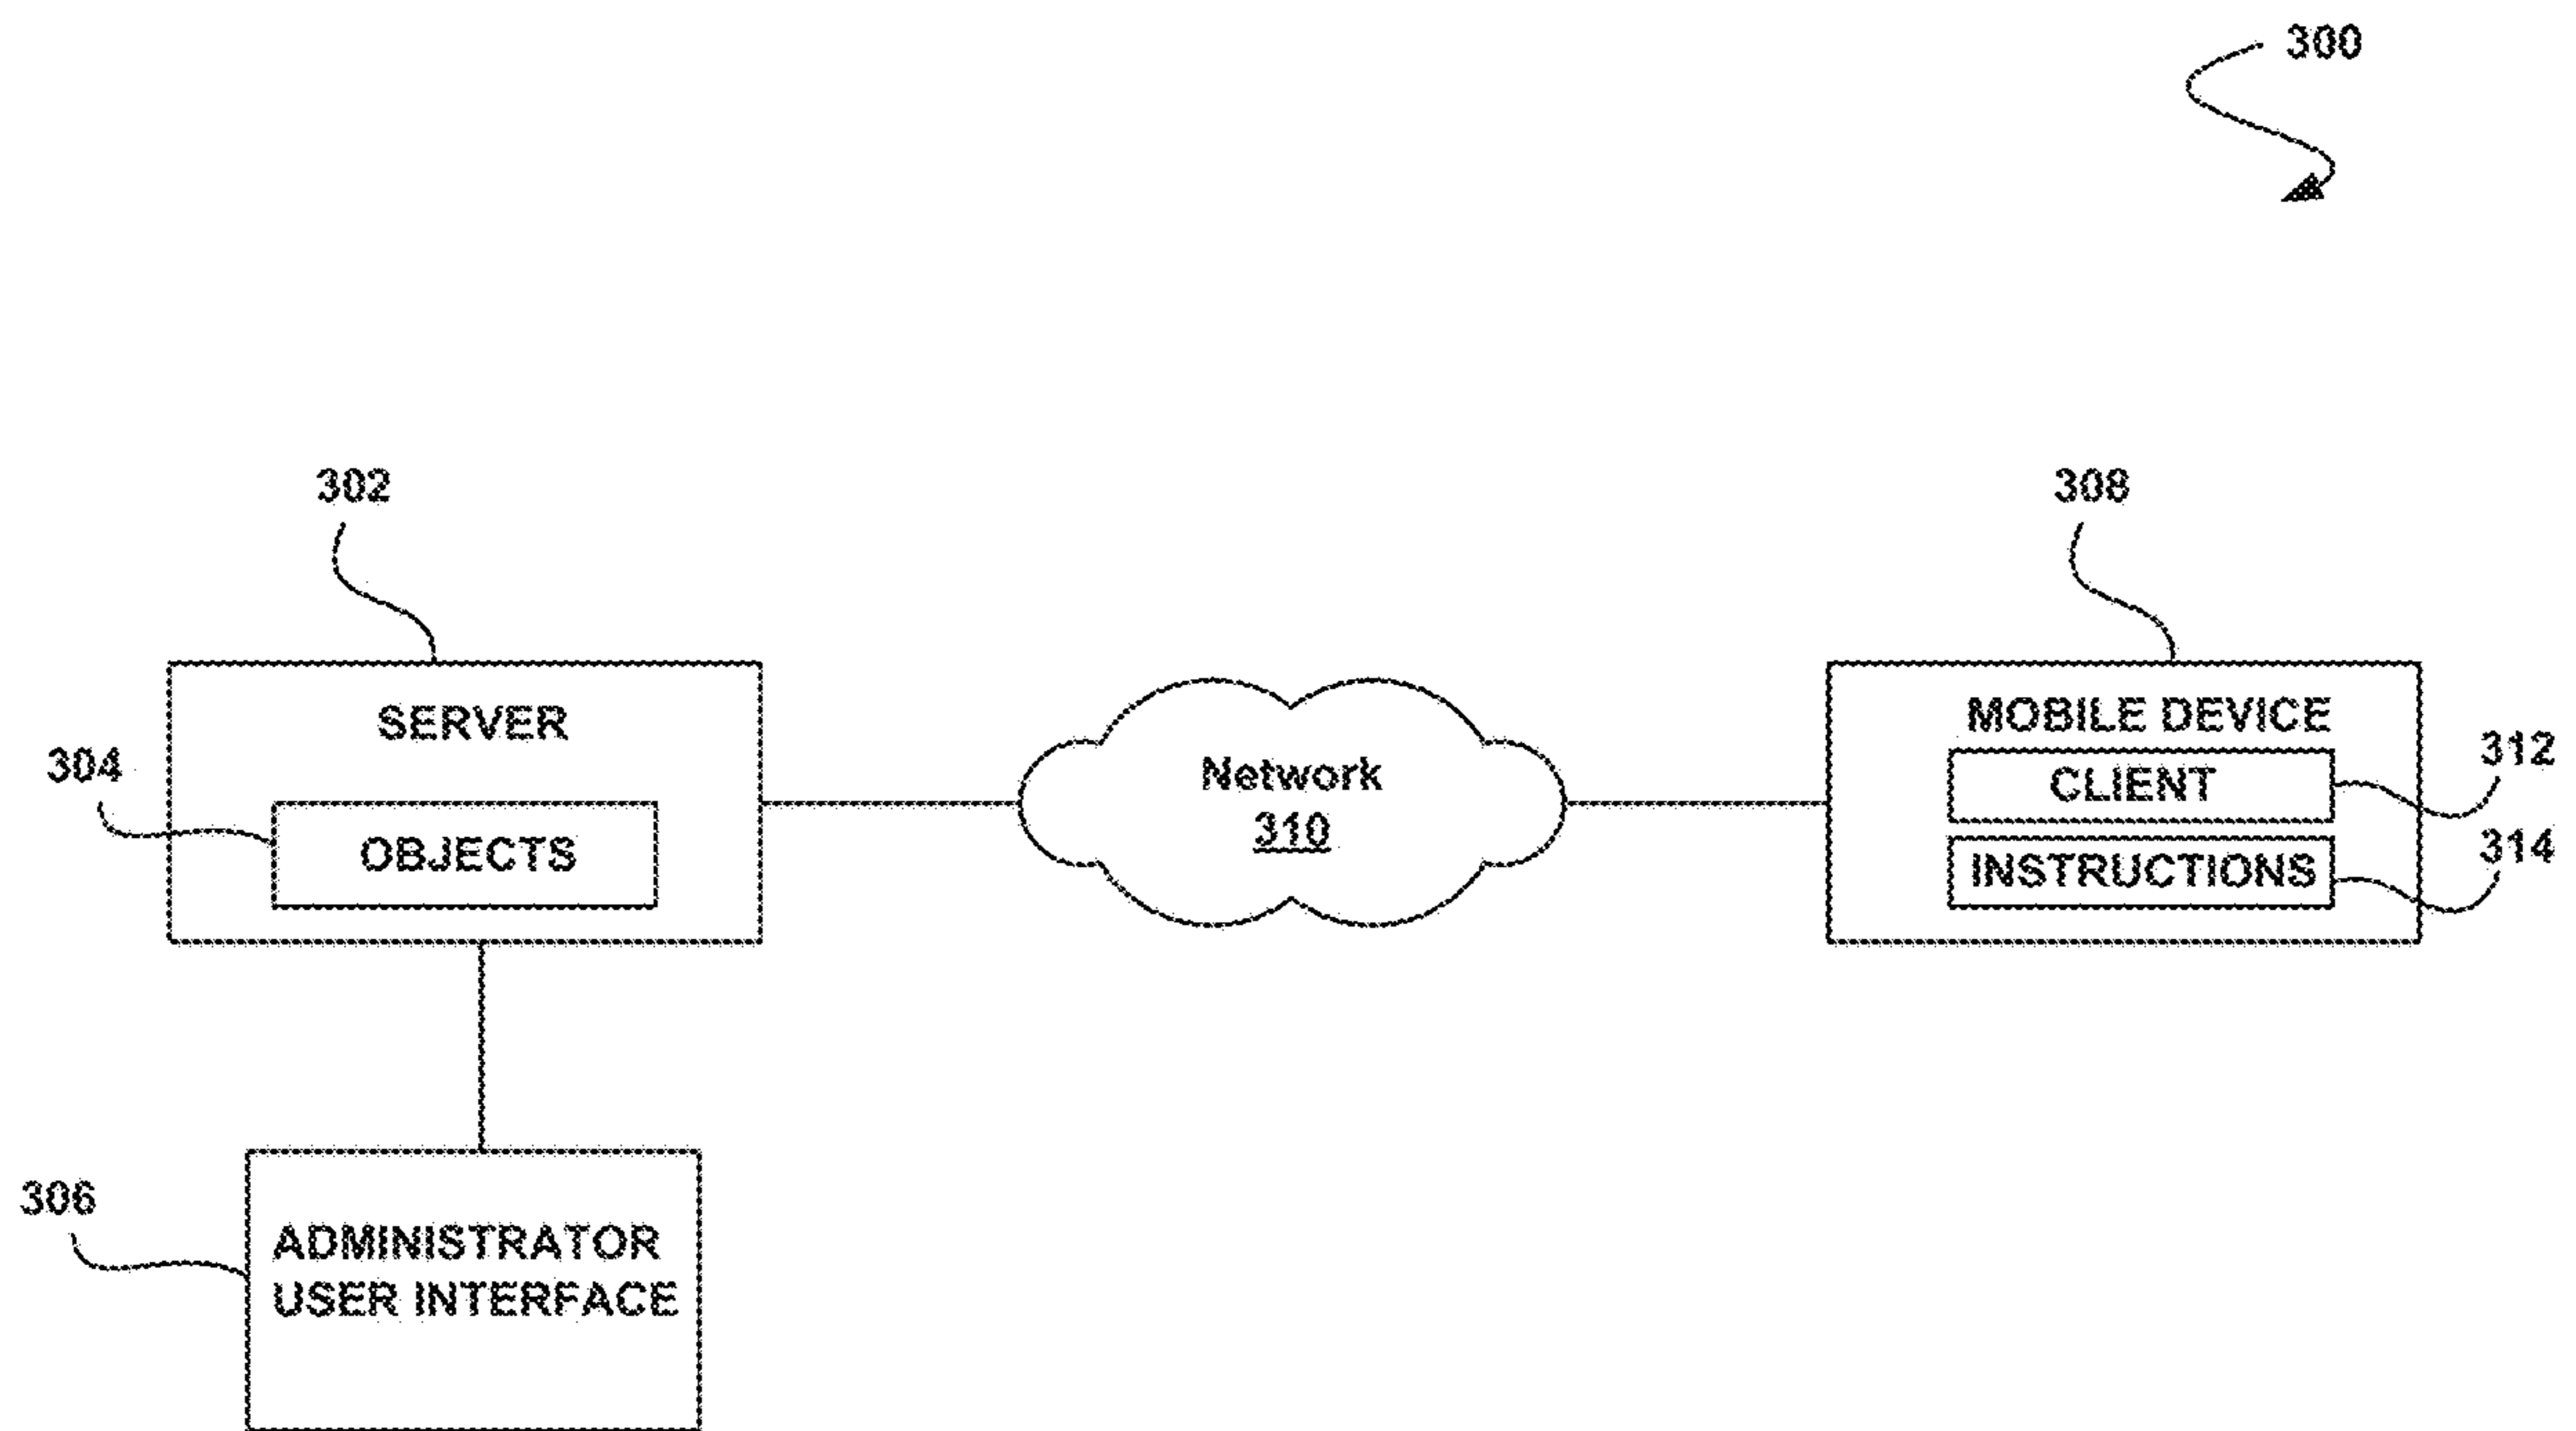 300
302
308
SERVER
MOBILE DEVICE
304
312
CLIENT
Network
310
OBJECTS
314
INSTRUCTIONS
306
ADMINISTRATOR
USER INTERFACE